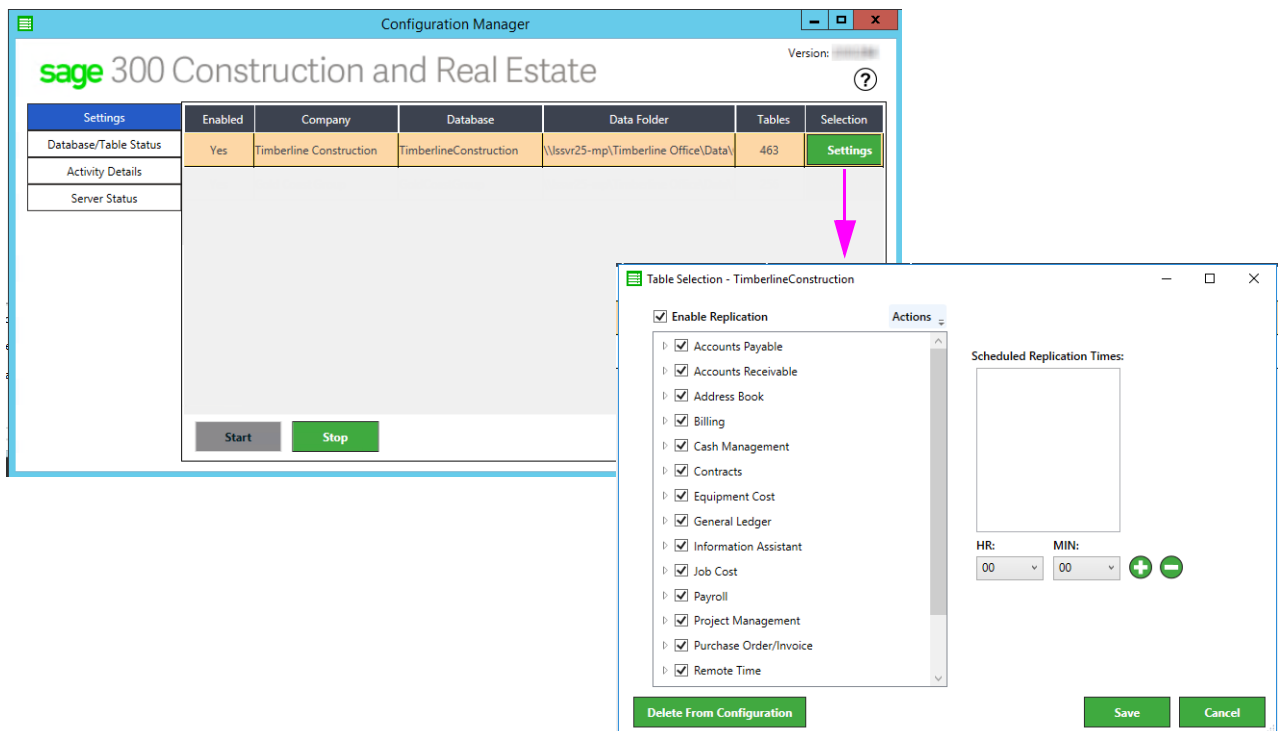 Configuration Manager
Version:
sage 300 Construction and Real Estate
?
Settings
Database/Table Status
Activity Details
Server Status
Enabled Company Database Data Folder Tables Selection
Yes Timberline Construction TimberlineConstruction \\lssvr25-mp\Timberline Office\Data\ 463 Settings
Start Stop
Table Selection - TimberlineConstruction
Enable Replication Actions
Accounts Payable
Accounts Receivable
Address Book
Billing
Cash Management
Contracts
Equipment Cost
General Ledger
Information Assistant
Job Cost
Payroll
Project Management
Purchase Order/Invoice
Remote Time
Scheduled Replication Times:
HR: MIN:
00 00
Delete From Configuration Save Cancel